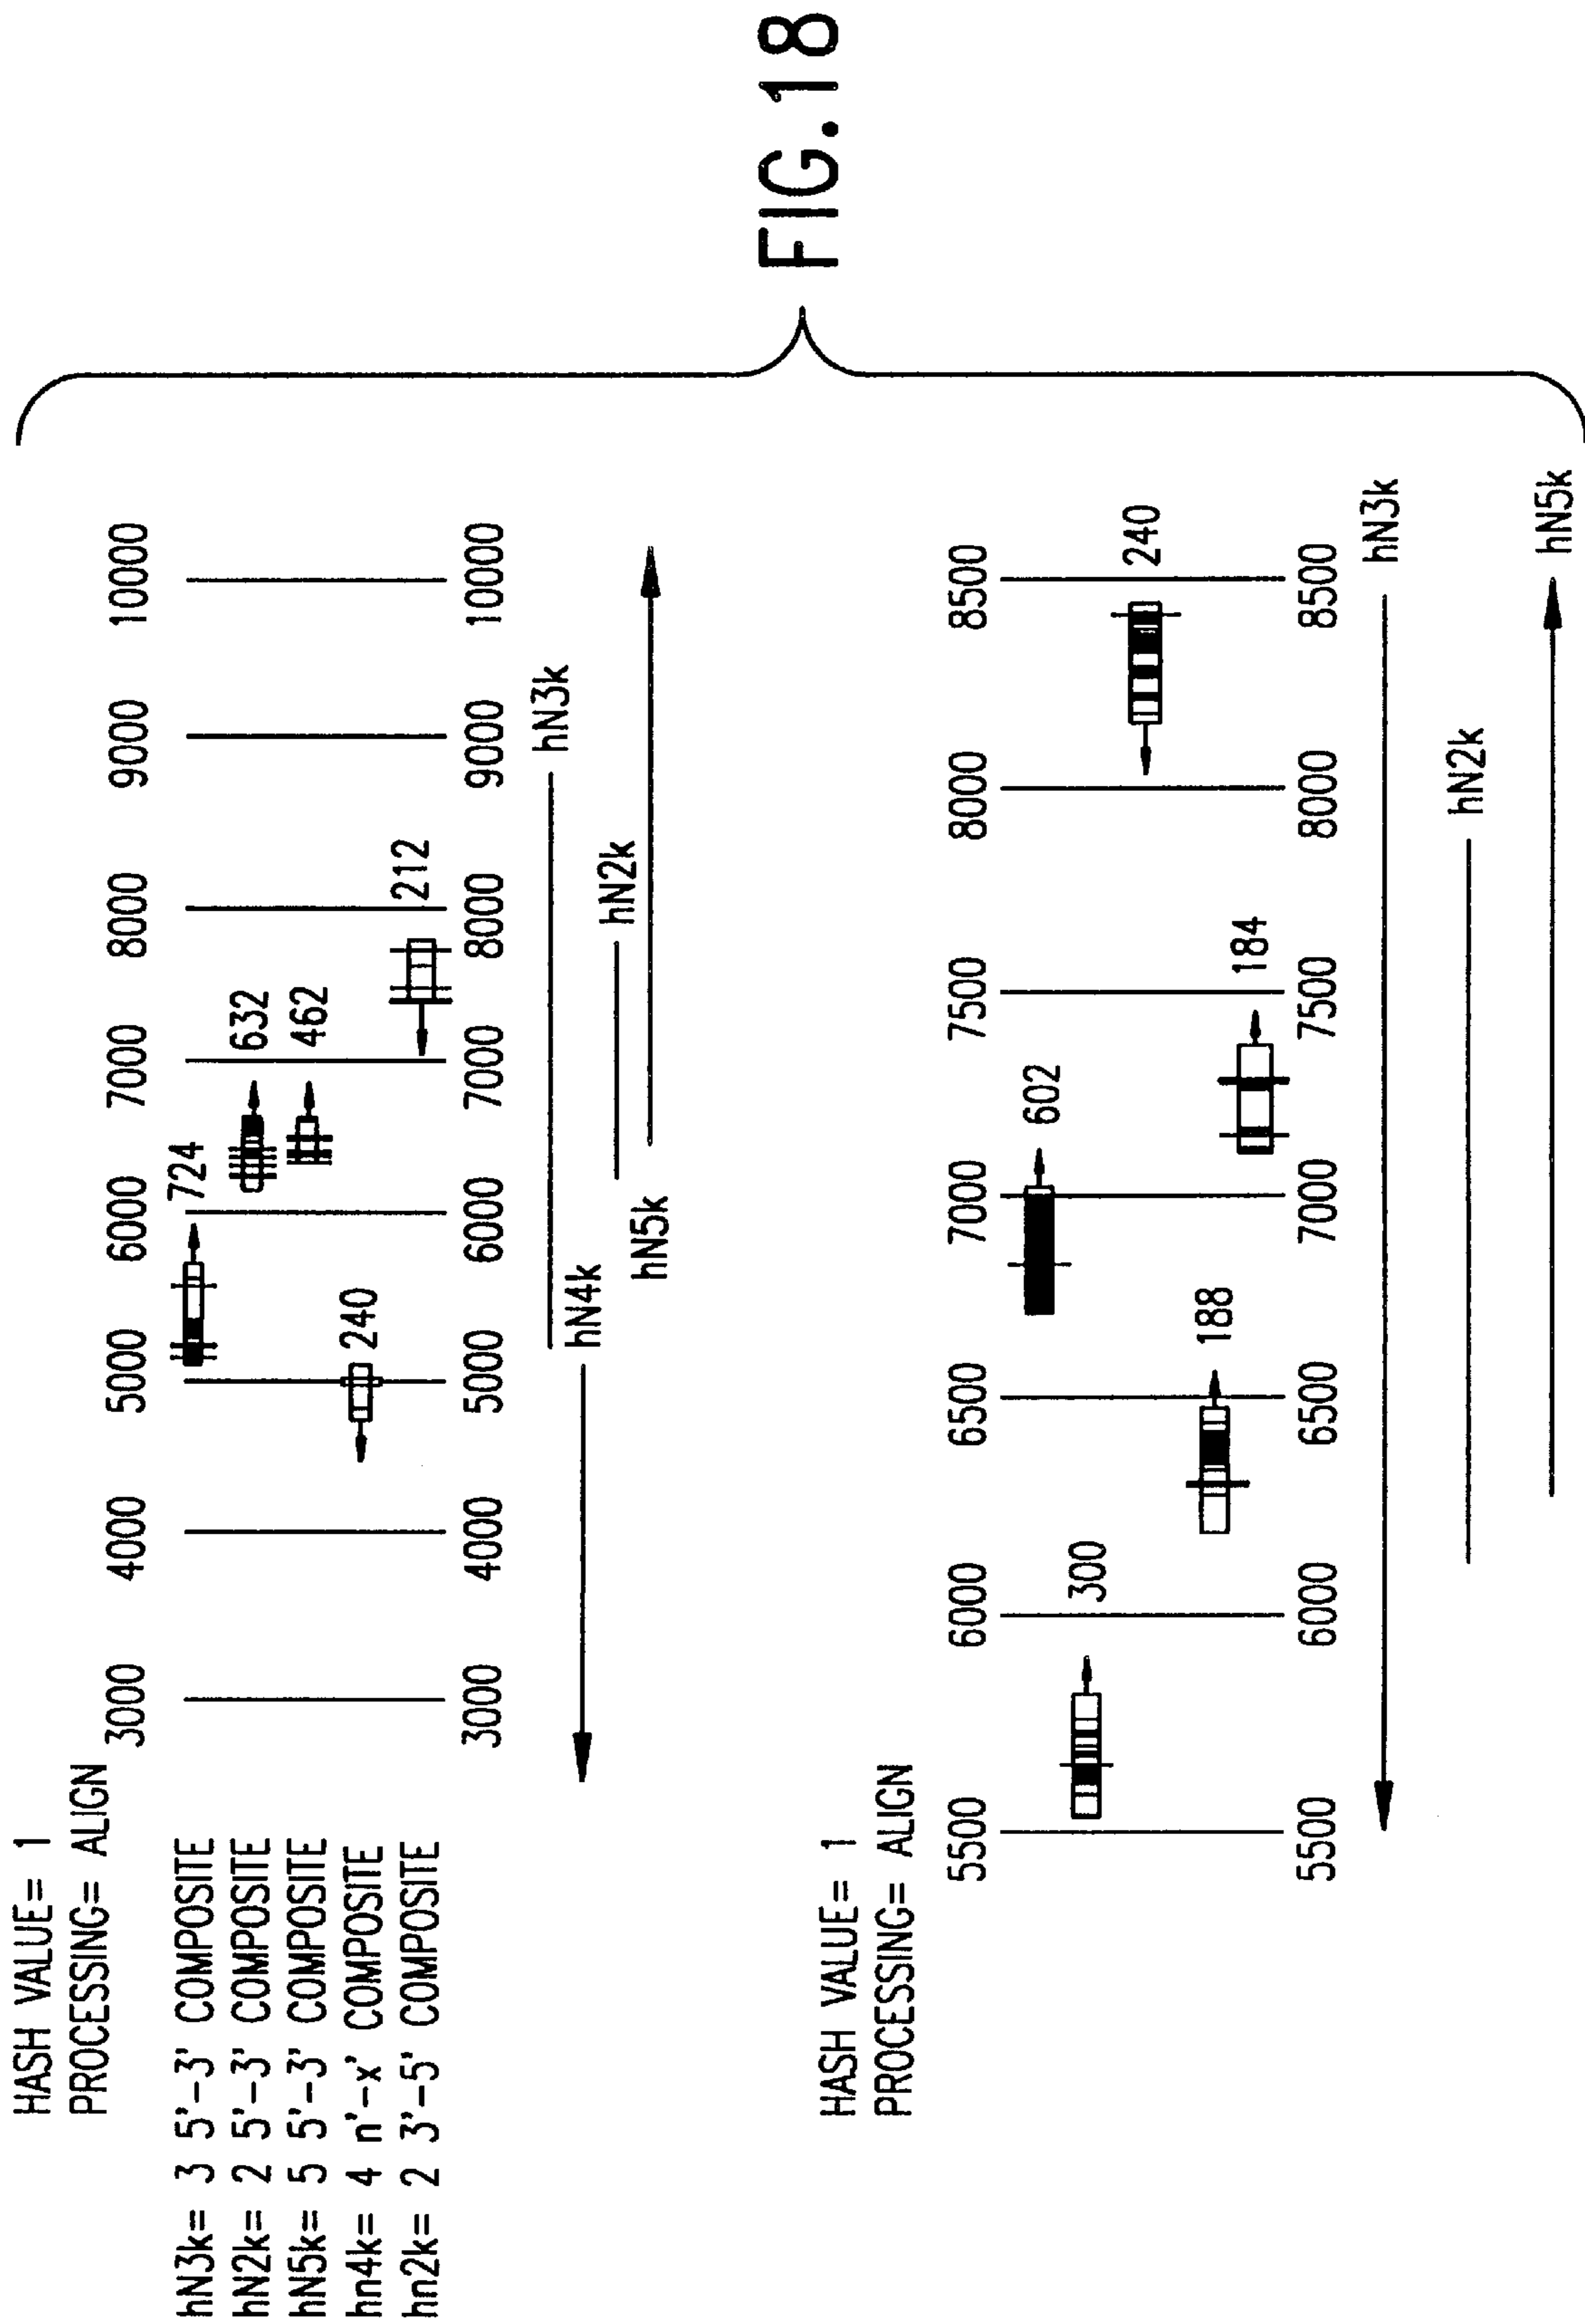 HASH VALUE= 1
PROCESSING= ALIGN
3000 4000 5000 6000 7000 8000 9000 10000
hN3k= 3 5'-3' COMPOSITE
hN2k= 2 5'-3' COMPOSITE
hN5k= 5 5'-3' COMPOSITE
hn4k= 4 n'-x' COMPOSITE
hn2k= 2 3'-5' COMPOSITE
724
632
462
240
212
3000 4000 5000 6000 7000 8000 9000 10000
hN3k
hN4k
hN2k
hN5k
HASH VALUE= 1
PROCESSING= ALIGN
5500 6000 6500 7000 7500 8000 8500
602
300
240
188
184
5500 6000 6500 7000 7500 8000 8500
hN3k
hN2k
hN5k
FIG.18